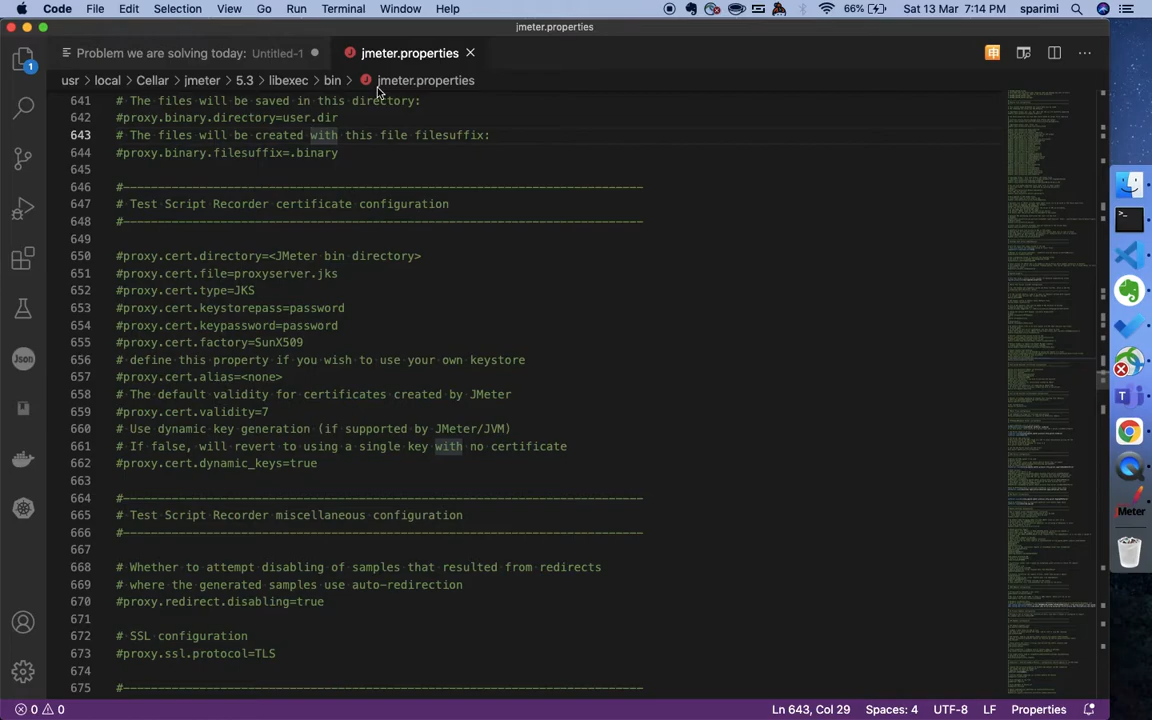 Code File Edit Selection View Go Run Terminal Window Help
66% Sat 13 Mar 7:14 PM sparimi
jmeter.properties
Problem we are solving today: Untitled-1
jmeter.properties
usr > local > Cellar > jmeter > 5.3 > libexec > bin > jmeter.properties
641 # The files will be saved in this directory:
642 #proxy.binary.directory=user.dir
643 # The files will be created with this file filesuffix:
644 #proxy.binary.filesuffix=.binary
645
646 #---------------------------------------------------------------------------
647 # Test Script Recorder certificate configuration
648 #---------------------------------------------------------------------------
649
650 #proxy.cert.directory=<JMeter bin directory>
651 #proxy.cert.file=proxyserver.jks
652 #proxy.cert.type=JKS
653 #proxy.cert.keystorepass=password
654 #proxy.cert.keypassword=password
655 #proxy.cert.factory=SunX509
656 # define this property if you wish to use your own keystore
657 #proxy.cert.alias=<none>
658 # The default validity for certificates created by JMeter
659 #proxy.cert.validity=7
660 # Use dynamic key generation (if supported by JMeter/JVM)
661 # If false, will revert to using a single key with no certificate
662 #proxy.cert.dynamic_keys=true
663
664 #---------------------------------------------------------------------------
665 # Test Script Recorder miscellaneous configuration
666 #---------------------------------------------------------------------------
667
668 # Whether to attempt disabling of samples that resulted from redirects
669 # where the generated samples use auto-redirection
670 #proxy.redirect.disabling=true
671
672 # SSL configuration
673 #proxy.ssl.protocol=TLS
674
675 #---------------------------------------------------------------------------
1
Json
JMeter
0 0
Ln 643, Col 29 Spaces: 4 UTF-8 LF Properties